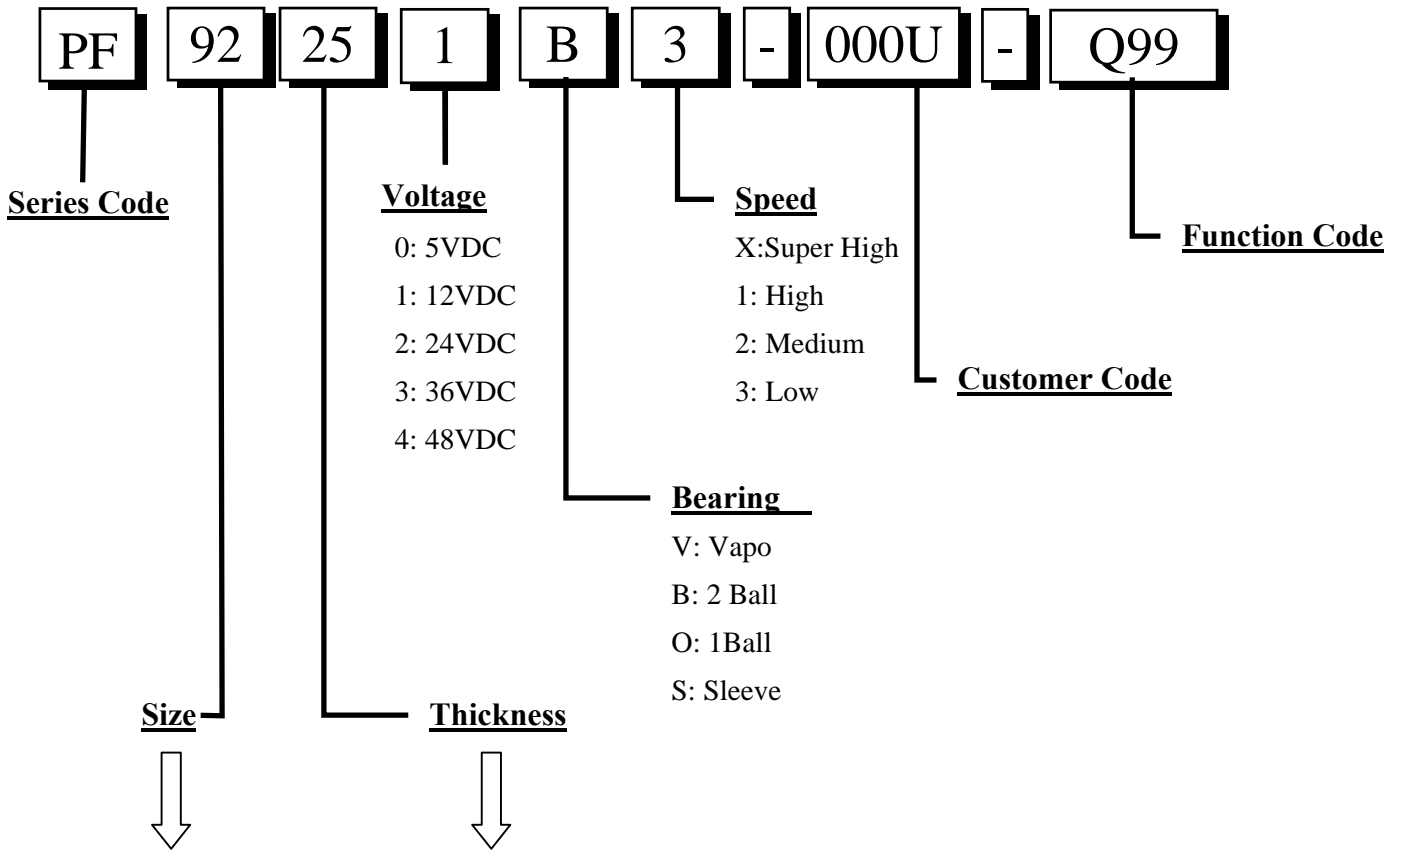 PF 92 25 1 B 3 - 000U - Q99
Series Code
Voltage
0: 5VDC
1: 12VDC
2: 24VDC
3: 36VDC
4: 48VDC
Speed
X:Super High
1: High
2: Medium
3: Low
Function Code
Customer Code
Bearing
V: Vapo
B: 2 Ball
O: 1Ball
S: Sleeve
Size
Thickness